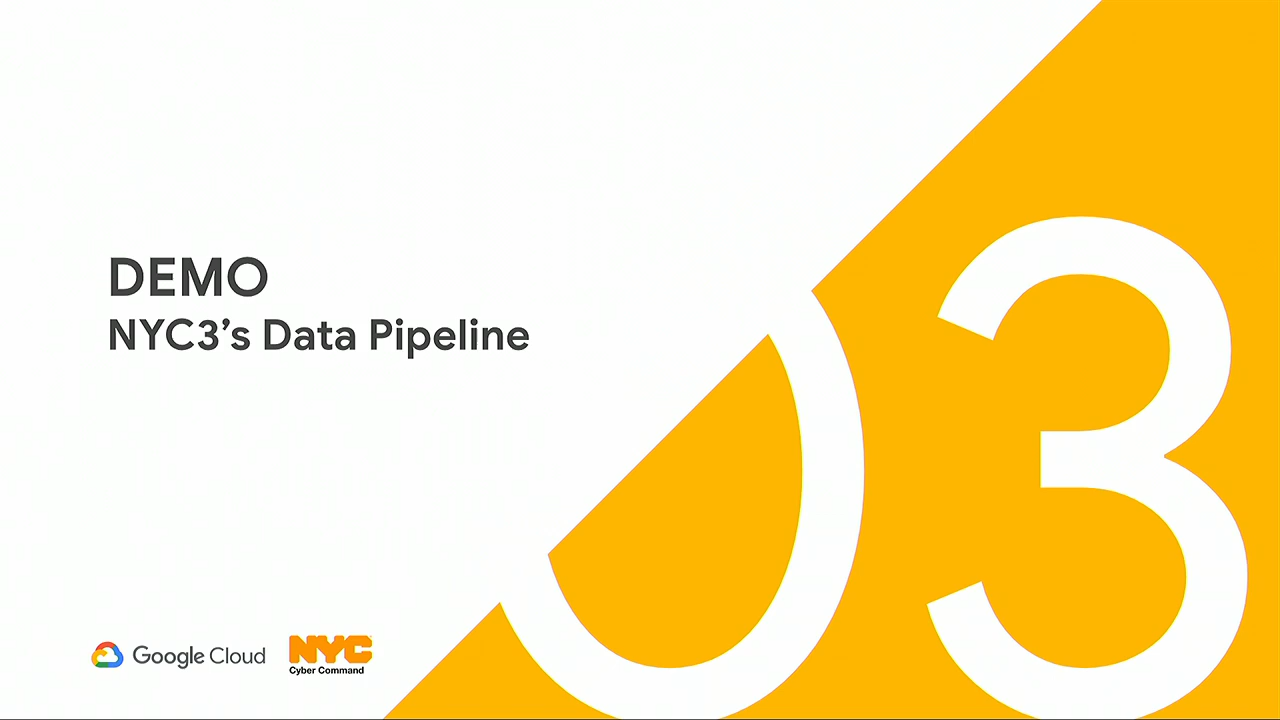 DEMO
NYC3’s Data Pipeline
03
Google Cloud
NYC
Cyber Command